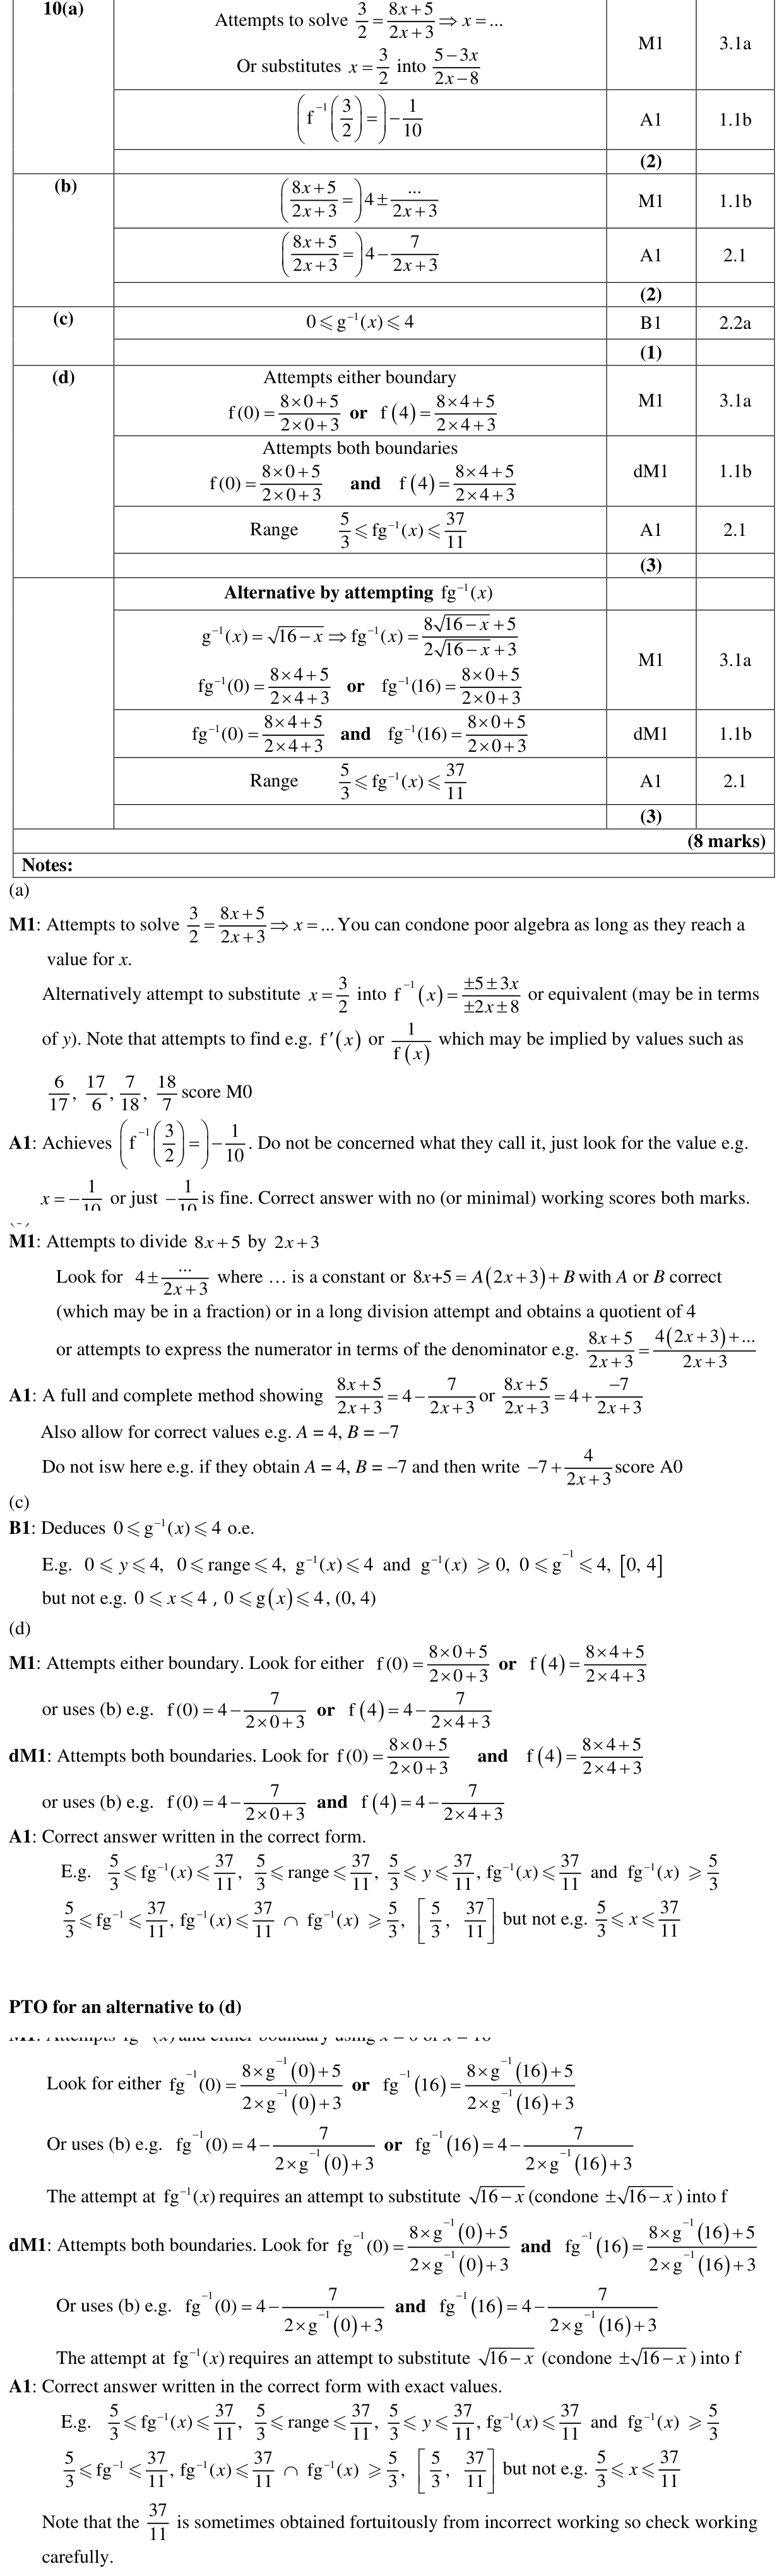 10(a) Attempts to solve 3/2 = (8x+5)/(2x+3) ⇒ x = ...
Or substitutes x = 3/2 into (5−3x)/(2x−8) M1 3.1a
(f⁻¹(3/2) =) −1/10 A1 1.1b
(2)
(b) ((8x+5)/(2x+3) =) 4 ± .../(2x+3) M1 1.1b
((8x+5)/(2x+3) =) 4 − 7/(2x+3) A1 2.1
(2)
(c) 0 ⩽ g⁻¹(x) ⩽ 4 B1 2.2a
(1)
(d) Attempts either boundary
f(0) = (8×0+5)/(2×0+3) or f(4) = (8×4+5)/(2×4+3) M1 3.1a
Attempts both boundaries
f(0) = (8×0+5)/(2×0+3) and f(4) = (8×4+5)/(2×4+3) dM1 1.1b
Range 5/3 ⩽ fg⁻¹(x) ⩽ 37/11 A1 2.1
(3)
Alternative by attempting fg⁻¹(x)
g⁻¹(x) = √(16−x) ⇒ fg⁻¹(x) = (8√(16−x)+5)/(2√(16−x)+3)
fg⁻¹(0) = (8×4+5)/(2×4+3) or fg⁻¹(16) = (8×0+5)/(2×0+3) M1 3.1a
fg⁻¹(0) = (8×4+5)/(2×4+3) and fg⁻¹(16) = (8×0+5)/(2×0+3) dM1 1.1b
Range 5/3 ⩽ fg⁻¹(x) ⩽ 37/11 A1 2.1
(3)
(8 marks)
Notes:
(a)
M1: Attempts to solve 3/2 = (8x+5)/(2x+3) ⇒ x = ... You can condone poor algebra as long as they reach a
value for x.
Alternatively attempt to substitute x = 3/2 into f⁻¹(x) = (±5±3x)/(±2x±8) or equivalent (may be in terms
of y). Note that attempts to find e.g. f′(x) or 1/f(x) which may be implied by values such as
6/17, 17/6, 7/18, 18/7 score M0
A1: Achieves (f⁻¹(3/2) =) −1/10. Do not be concerned what they call it, just look for the value e.g.
x = −1/10 or just −1/10 is fine. Correct answer with no (or minimal) working scores both marks.
M1: Attempts to divide 8x+5 by 2x+3
Look for 4 ± .../(2x+3) where … is a constant or 8x+5 = A(2x+3)+B with A or B correct
(which may be in a fraction) or in a long division attempt and obtains a quotient of 4
or attempts to express the numerator in terms of the denominator e.g. (8x+5)/(2x+3) = (4(2x+3)+...)/(2x+3)
A1: A full and complete method showing (8x+5)/(2x+3) = 4 − 7/(2x+3) or (8x+5)/(2x+3) = 4 + −7/(2x+3)
Also allow for correct values e.g. A = 4, B = −7
Do not isw here e.g. if they obtain A = 4, B = −7 and then write −7 + 4/(2x+3) score A0
(c)
B1: Deduces 0 ⩽ g⁻¹(x) ⩽ 4 o.e.
E.g. 0 ⩽ y ⩽ 4, 0 ⩽ range ⩽ 4, g⁻¹(x) ⩽ 4 and g⁻¹(x) ⩾ 0, 0 ⩽ g⁻¹ ⩽ 4, [0, 4]
but not e.g. 0 ⩽ x ⩽ 4 , 0 ⩽ g(x) ⩽ 4, (0, 4)
(d)
M1: Attempts either boundary. Look for either f(0) = (8×0+5)/(2×0+3) or f(4) = (8×4+5)/(2×4+3)
or uses (b) e.g. f(0) = 4 − 7/(2×0+3) or f(4) = 4 − 7/(2×4+3)
dM1: Attempts both boundaries. Look for f(0) = (8×0+5)/(2×0+3) and f(4) = (8×4+5)/(2×4+3)
or uses (b) e.g. f(0) = 4 − 7/(2×0+3) and f(4) = 4 − 7/(2×4+3)
A1: Correct answer written in the correct form.
E.g. 5/3 ⩽ fg⁻¹(x) ⩽ 37/11, 5/3 ⩽ range ⩽ 37/11, 5/3 ⩽ y ⩽ 37/11, fg⁻¹(x) ⩽ 37/11 and fg⁻¹(x) ⩾ 5/3
5/3 ⩽ fg⁻¹ ⩽ 37/11, fg⁻¹(x) ⩽ 37/11 ∩ fg⁻¹(x) ⩾ 5/3, [5/3, 37/11] but not e.g. 5/3 ⩽ x ⩽ 37/11
PTO for an alternative to (d)
M1: Attempts fg⁻¹(x) and either boundary using x = 0 or x = 16
Look for either fg⁻¹(0) = (8×g⁻¹(0)+5)/(2×g⁻¹(0)+3) or fg⁻¹(16) = (8×g⁻¹(16)+5)/(2×g⁻¹(16)+3)
Or uses (b) e.g. fg⁻¹(0) = 4 − 7/(2×g⁻¹(0)+3) or fg⁻¹(16) = 4 − 7/(2×g⁻¹(16)+3)
The attempt at fg⁻¹(x) requires an attempt to substitute √(16−x) (condone ±√(16−x)) into f
dM1: Attempts both boundaries. Look for fg⁻¹(0) = (8×g⁻¹(0)+5)/(2×g⁻¹(0)+3) and fg⁻¹(16) = (8×g⁻¹(16)+5)/(2×g⁻¹(16)+3)
Or uses (b) e.g. fg⁻¹(0) = 4 − 7/(2×g⁻¹(0)+3) and fg⁻¹(16) = 4 − 7/(2×g⁻¹(16)+3)
The attempt at fg⁻¹(x) requires an attempt to substitute √(16−x) (condone ±√(16−x)) into f
A1: Correct answer written in the correct form with exact values.
E.g. 5/3 ⩽ fg⁻¹(x) ⩽ 37/11, 5/3 ⩽ range ⩽ 37/11, 5/3 ⩽ y ⩽ 37/11, fg⁻¹(x) ⩽ 37/11 and fg⁻¹(x) ⩾ 5/3
5/3 ⩽ fg⁻¹ ⩽ 37/11, fg⁻¹(x) ⩽ 37/11 ∩ fg⁻¹(x) ⩾ 5/3, [5/3, 37/11] but not e.g. 5/3 ⩽ x ⩽ 37/11
Note that the 37/11 is sometimes obtained fortuitously from incorrect working so check working
carefully.